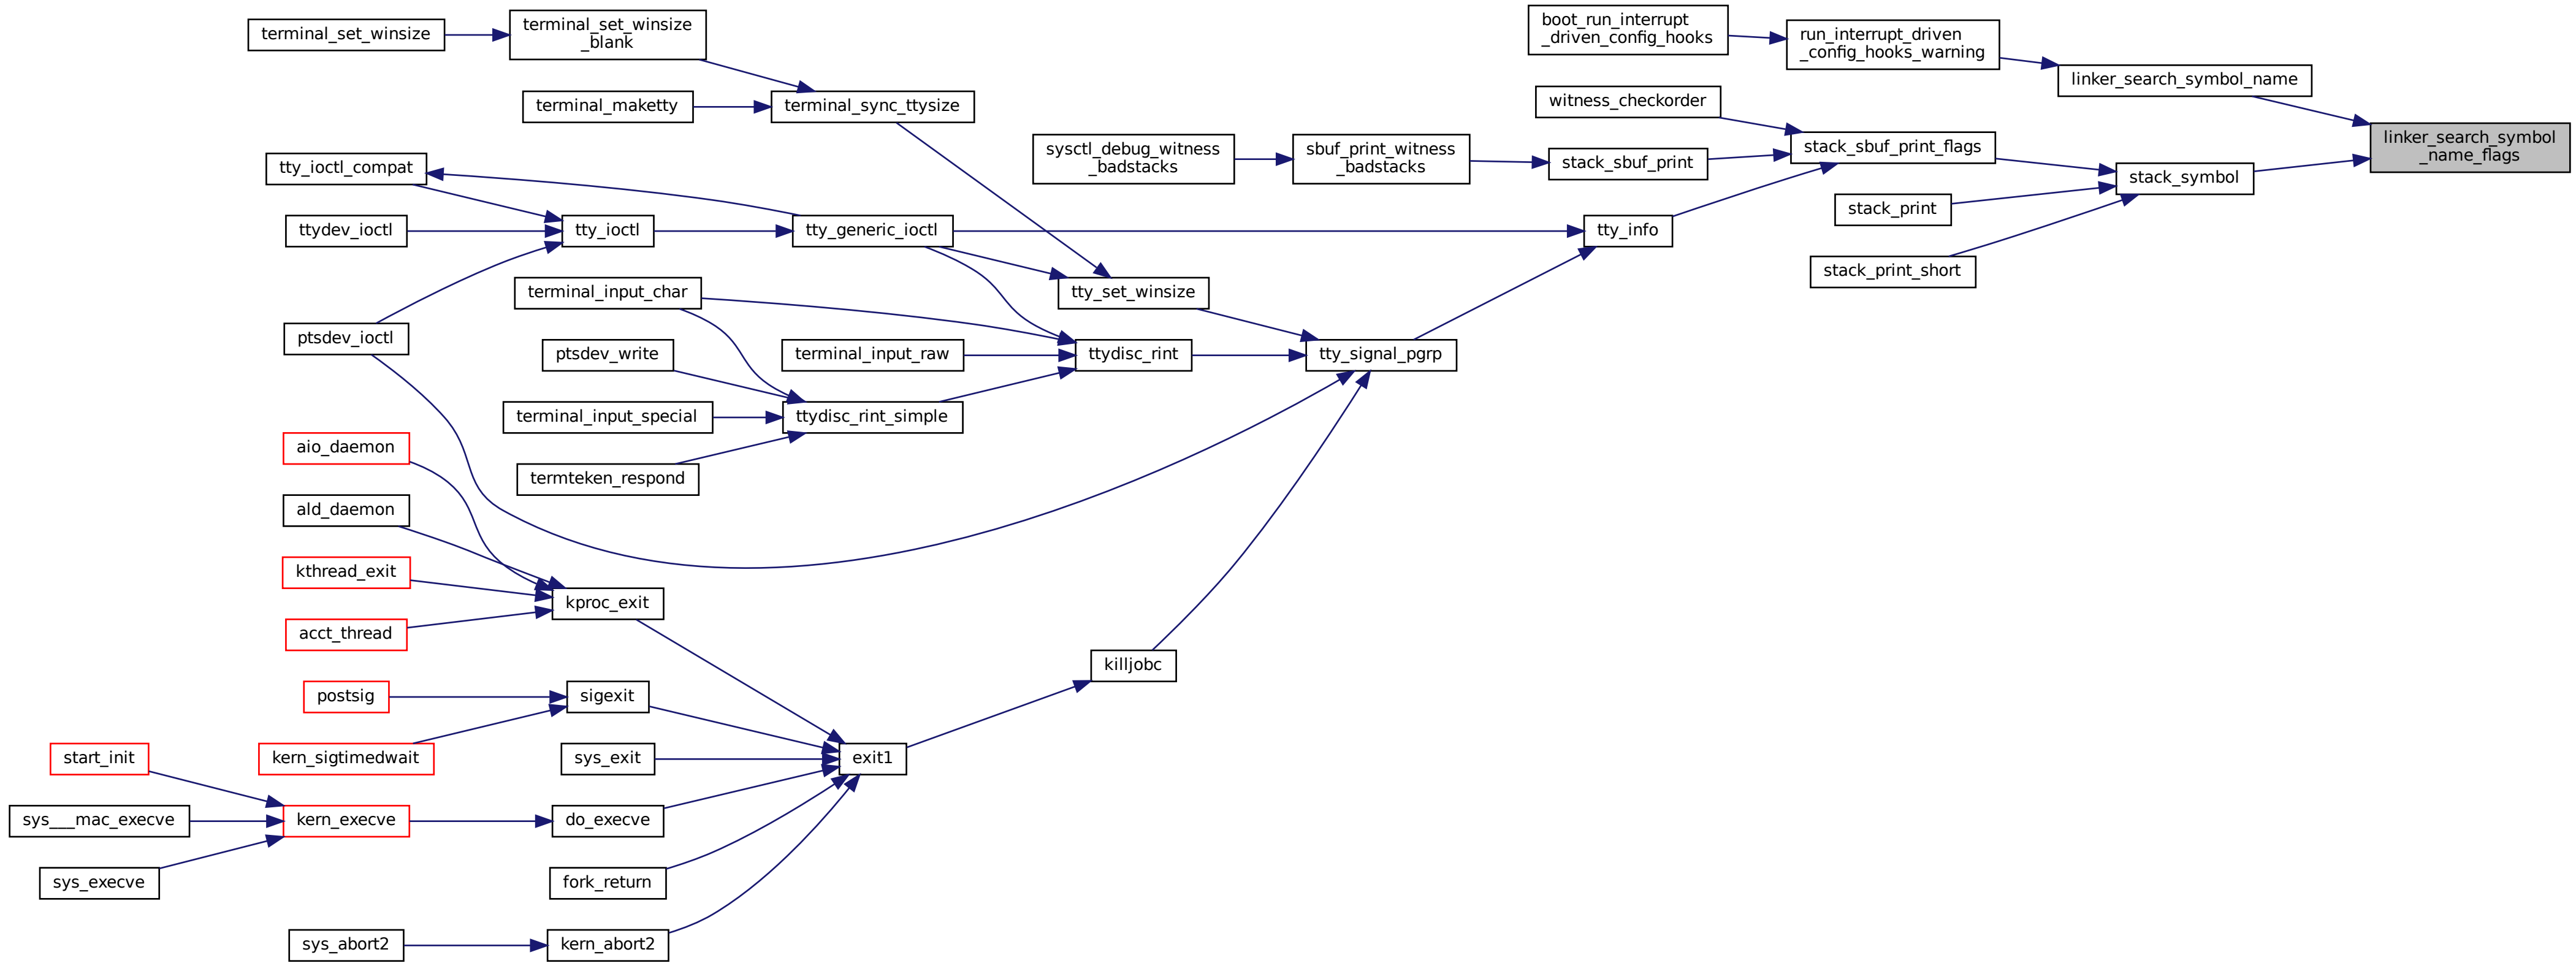 boot_run_interrupt
_driven_config_hooks
terminal_set_winsize
_blank
terminal_set_winsize
run_interrupt_driven
_config_hooks_warning
linker_search_symbol_name
witness_checkorder
terminal_maketty
terminal_sync_ttysize
linker_search_symbol
_name_flags
sysctl_debug_witness
_badstacks
sbuf_print_witness
_badstacks
stack_sbuf_print
stack_sbuf_print_flags
tty_ioctl_compat
stack_symbol
stack_print
ttydev_ioctl
tty_ioctl
tty_generic_ioctl
tty_info
stack_print_short
terminal_input_char
tty_set_winsize
ptsdev_ioctl
ptsdev_write
terminal_input_raw
ttydisc_rint
tty_signal_pgrp
terminal_input_special
ttydisc_rint_simple
aio_daemon
termteken_respond
ald_daemon
kthread_exit
kproc_exit
acct_thread
killjobc
postsig
sigexit
start_init
kern_sigtimedwait
sys_exit
exit1
sys___mac_execve
kern_execve
do_execve
sys_execve
fork_return
sys_abort2
kern_abort2